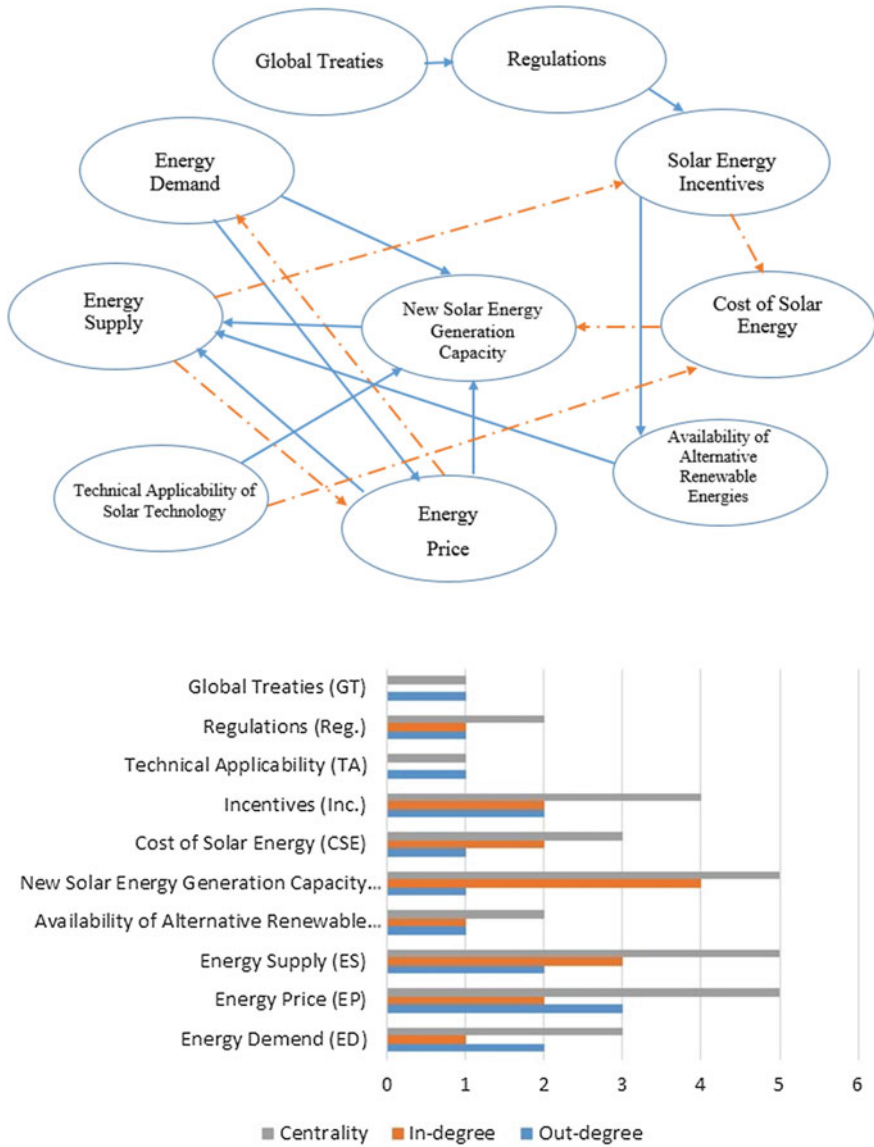 Global Treaties
Regulations
Energy
Demand
Solar Energy
Incentives
Energy
Supply
New Solar Energy
Generation
Capacity
Cost of Solar
Energy
Technical Applicability of
Solar Technology
Energy
Price
Availability of
Alternative
Renewable
Energies
Global Treaties (GT)
Regulations (Reg.)
Technical Applicability (TA)
Incentives (Inc.)
Cost of Solar Energy (CSE)
New Solar Energy Generation Capacity...
Availability of Alternative Renewable...
Energy Supply (ES)
Energy Price (EP)
Energy Demend (ED)
0 1 2 3 4 5 6
Centrality In-degree Out-degree